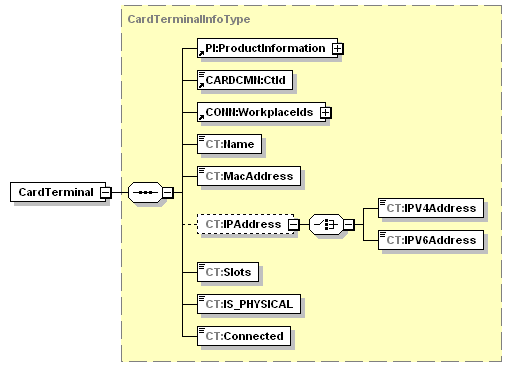 CardTerminalInfoType
PI:ProductInformation
CARDCMN:CtId
CONN:WorkplaceIds
CT:Name
CT:MacAddress
CardTerminal
CT:IPAddress
CT:IPV4Address
CT:IPV6Address
CT:Slots
CT:IS_PHYSICAL
CT:Connected